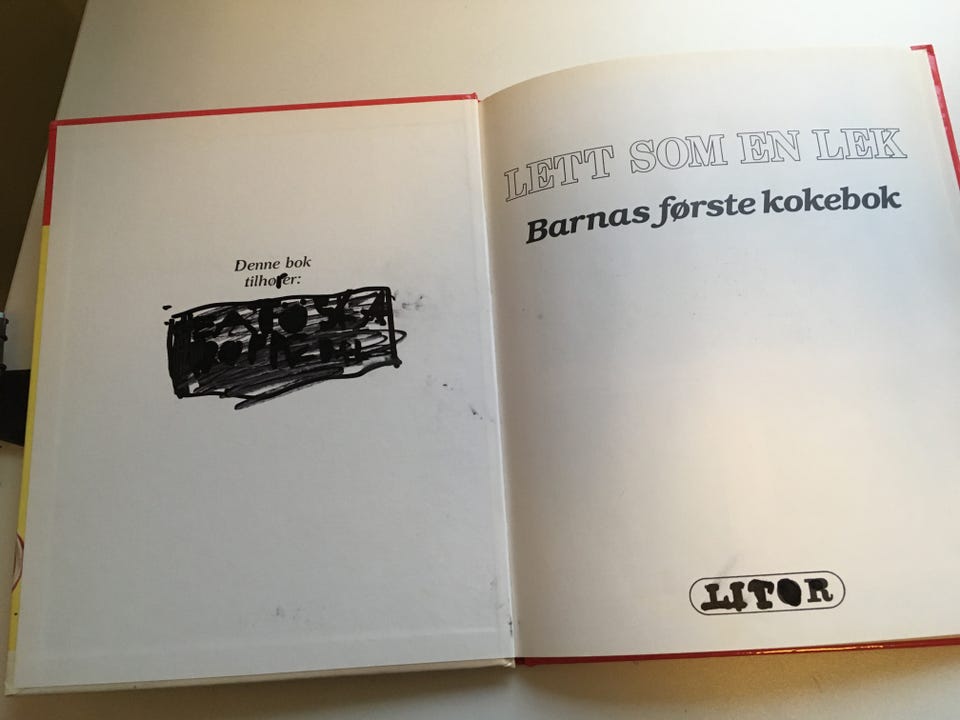 Denne bok
tilhører:
LETT SOM EN LEK
Barnas første kokebok
LITOR